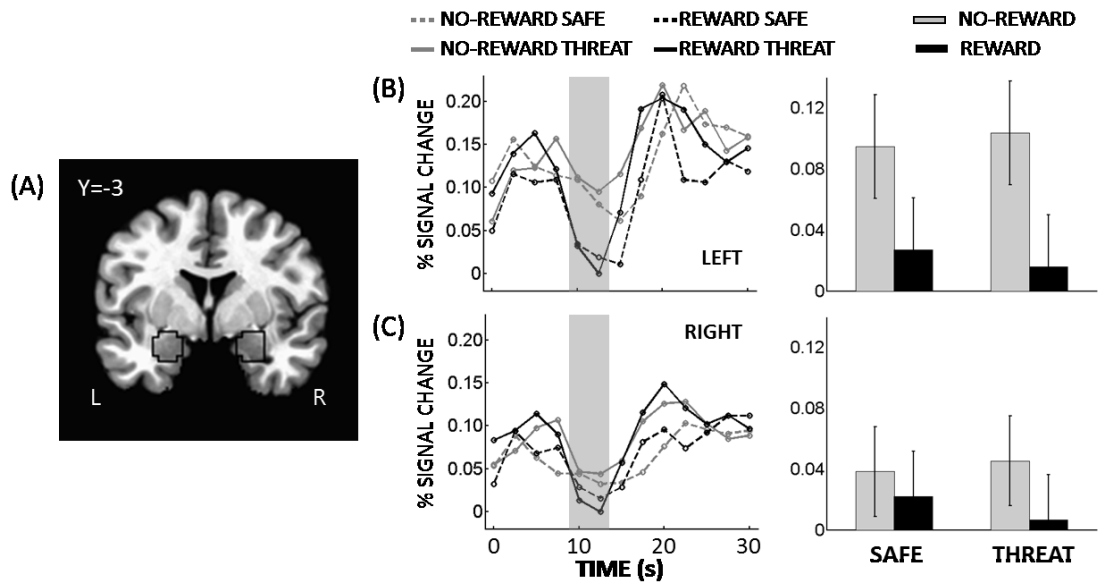 NO-REWARD SAFE
REWARD SAFE
NO-REWARD
NO-REWARD THREAT
REWARD THREAT
REWARD
(A)
Y=-3
L
R
(B)
% SIGNAL CHANGE
0.20
0.15
0.10
0.05
0
LEFT
0.12
0.08
0.04
0
(C)
% SIGNAL CHANGE
RIGHT
0.20
0.15
0.10
0.05
0
0
10
20
30
TIME (s)
0.12
0.08
0.04
0
SAFE
THREAT